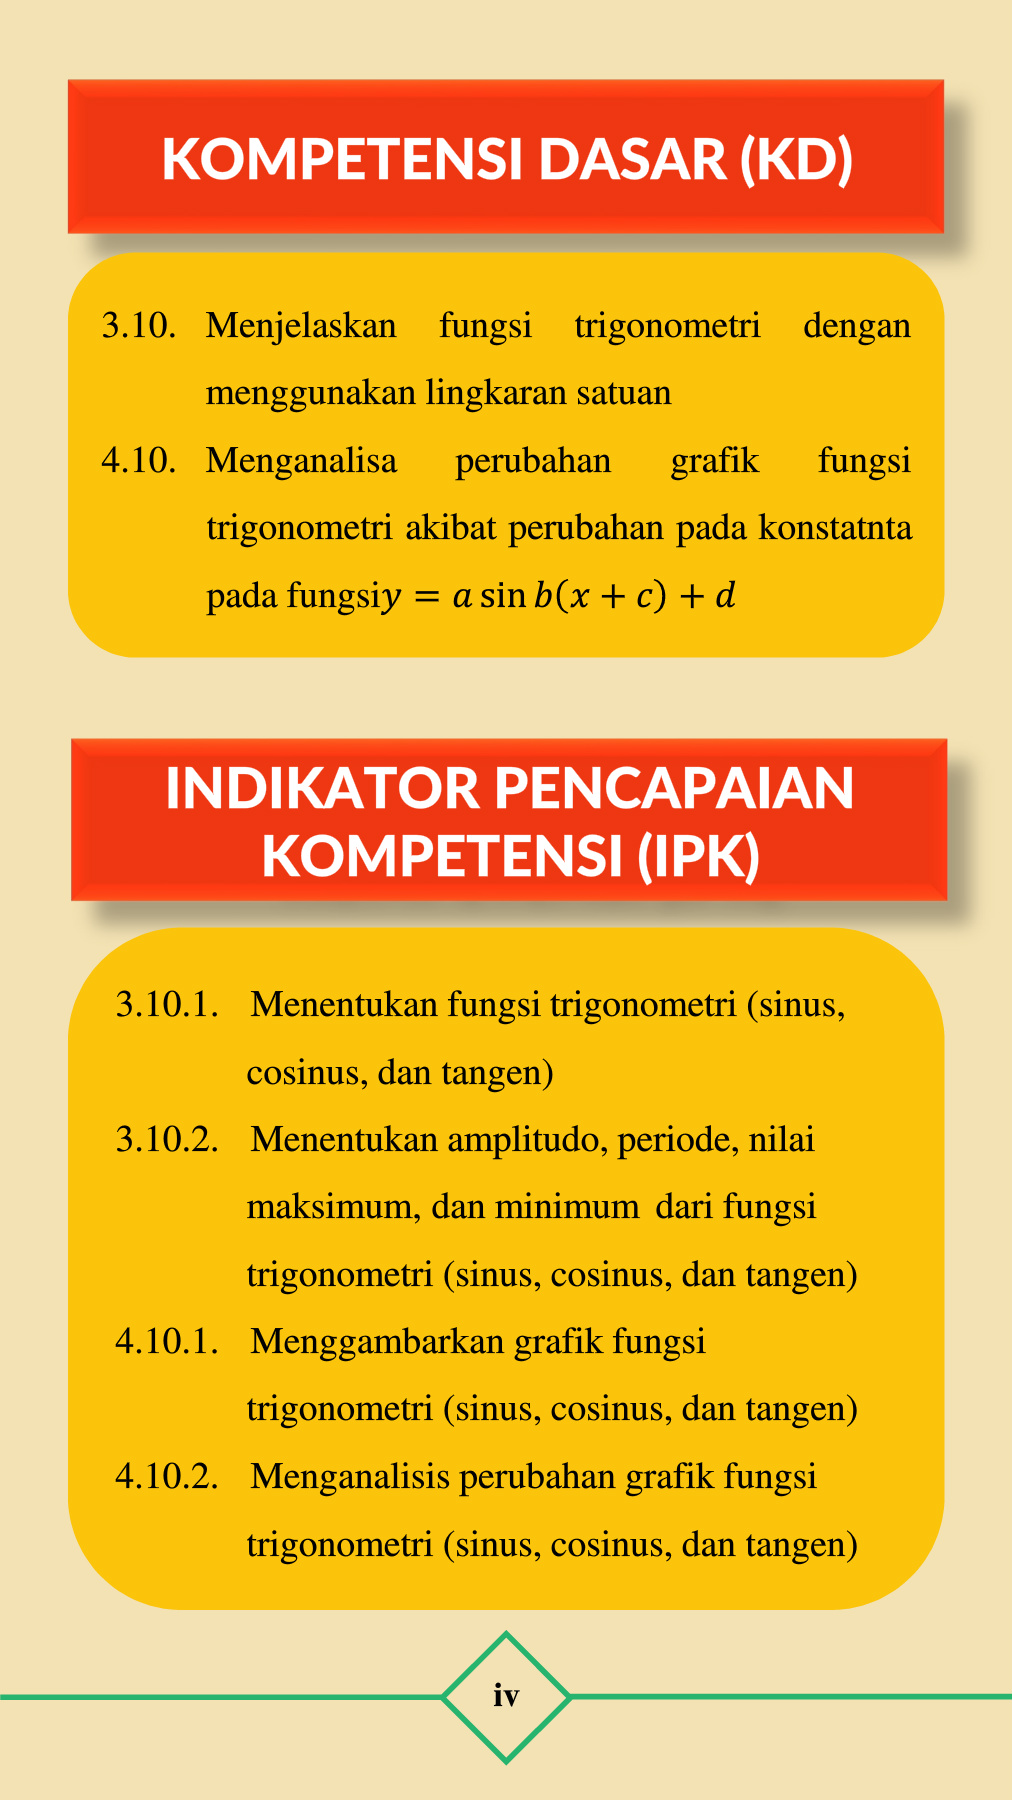 KOMPETENSI DASAR (KD)
3.10. Menjelaskan fungsi trigonometri dengan
menggunakan lingkaran satuan
4.10. Menganalisa perubahan grafik fungsi
trigonometri akibat perubahan pada konstatnta
pada fungsi𝑦 = 𝑎 sin 𝑏(𝑥 + 𝑐) + 𝑑
INDIKATOR PENCAPAIAN
KOMPETENSI (IPK)
3.10.1. Menentukan fungsi trigonometri (sinus,
cosinus, dan tangen)
3.10.2. Menentukan amplitudo, periode, nilai
maksimum, dan minimum dari fungsi
trigonometri (sinus, cosinus, dan tangen)
4.10.1. Menggambarkan grafik fungsi
trigonometri (sinus, cosinus, dan tangen)
4.10.2. Menganalisis perubahan grafik fungsi
trigonometri (sinus, cosinus, dan tangen)
iv